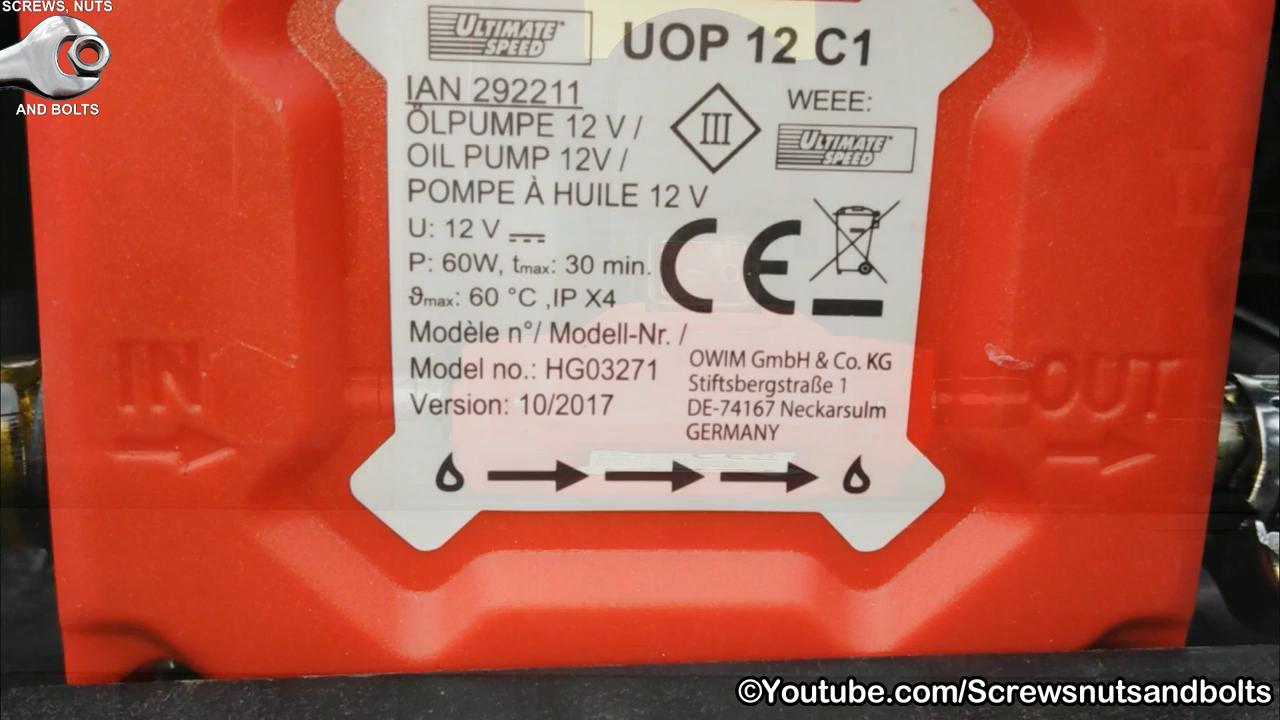 SCREWS, NUTS
AND BOLTS
ULTIMATE SPEED
UOP 12 C1
IAN 292211
ÖLPUMPE 12 V /
OIL PUMP 12V /
POMPE À HUILE 12 V
III
WEEE:
ULTIMATE SPEED
U: 12 V
P: 60W, tmax: 30 min.
ϑmax: 60 °C ,IP X4
CE
Modèle n°/ Modell-Nr. /
Model no.: HG03271
Version: 10/2017
OWIM GmbH & Co. KG
Stiftsbergstraße 1
DE-74167 Neckarsulm
GERMANY
IN
OUT
©Youtube.com/Screwsnutsandbolts